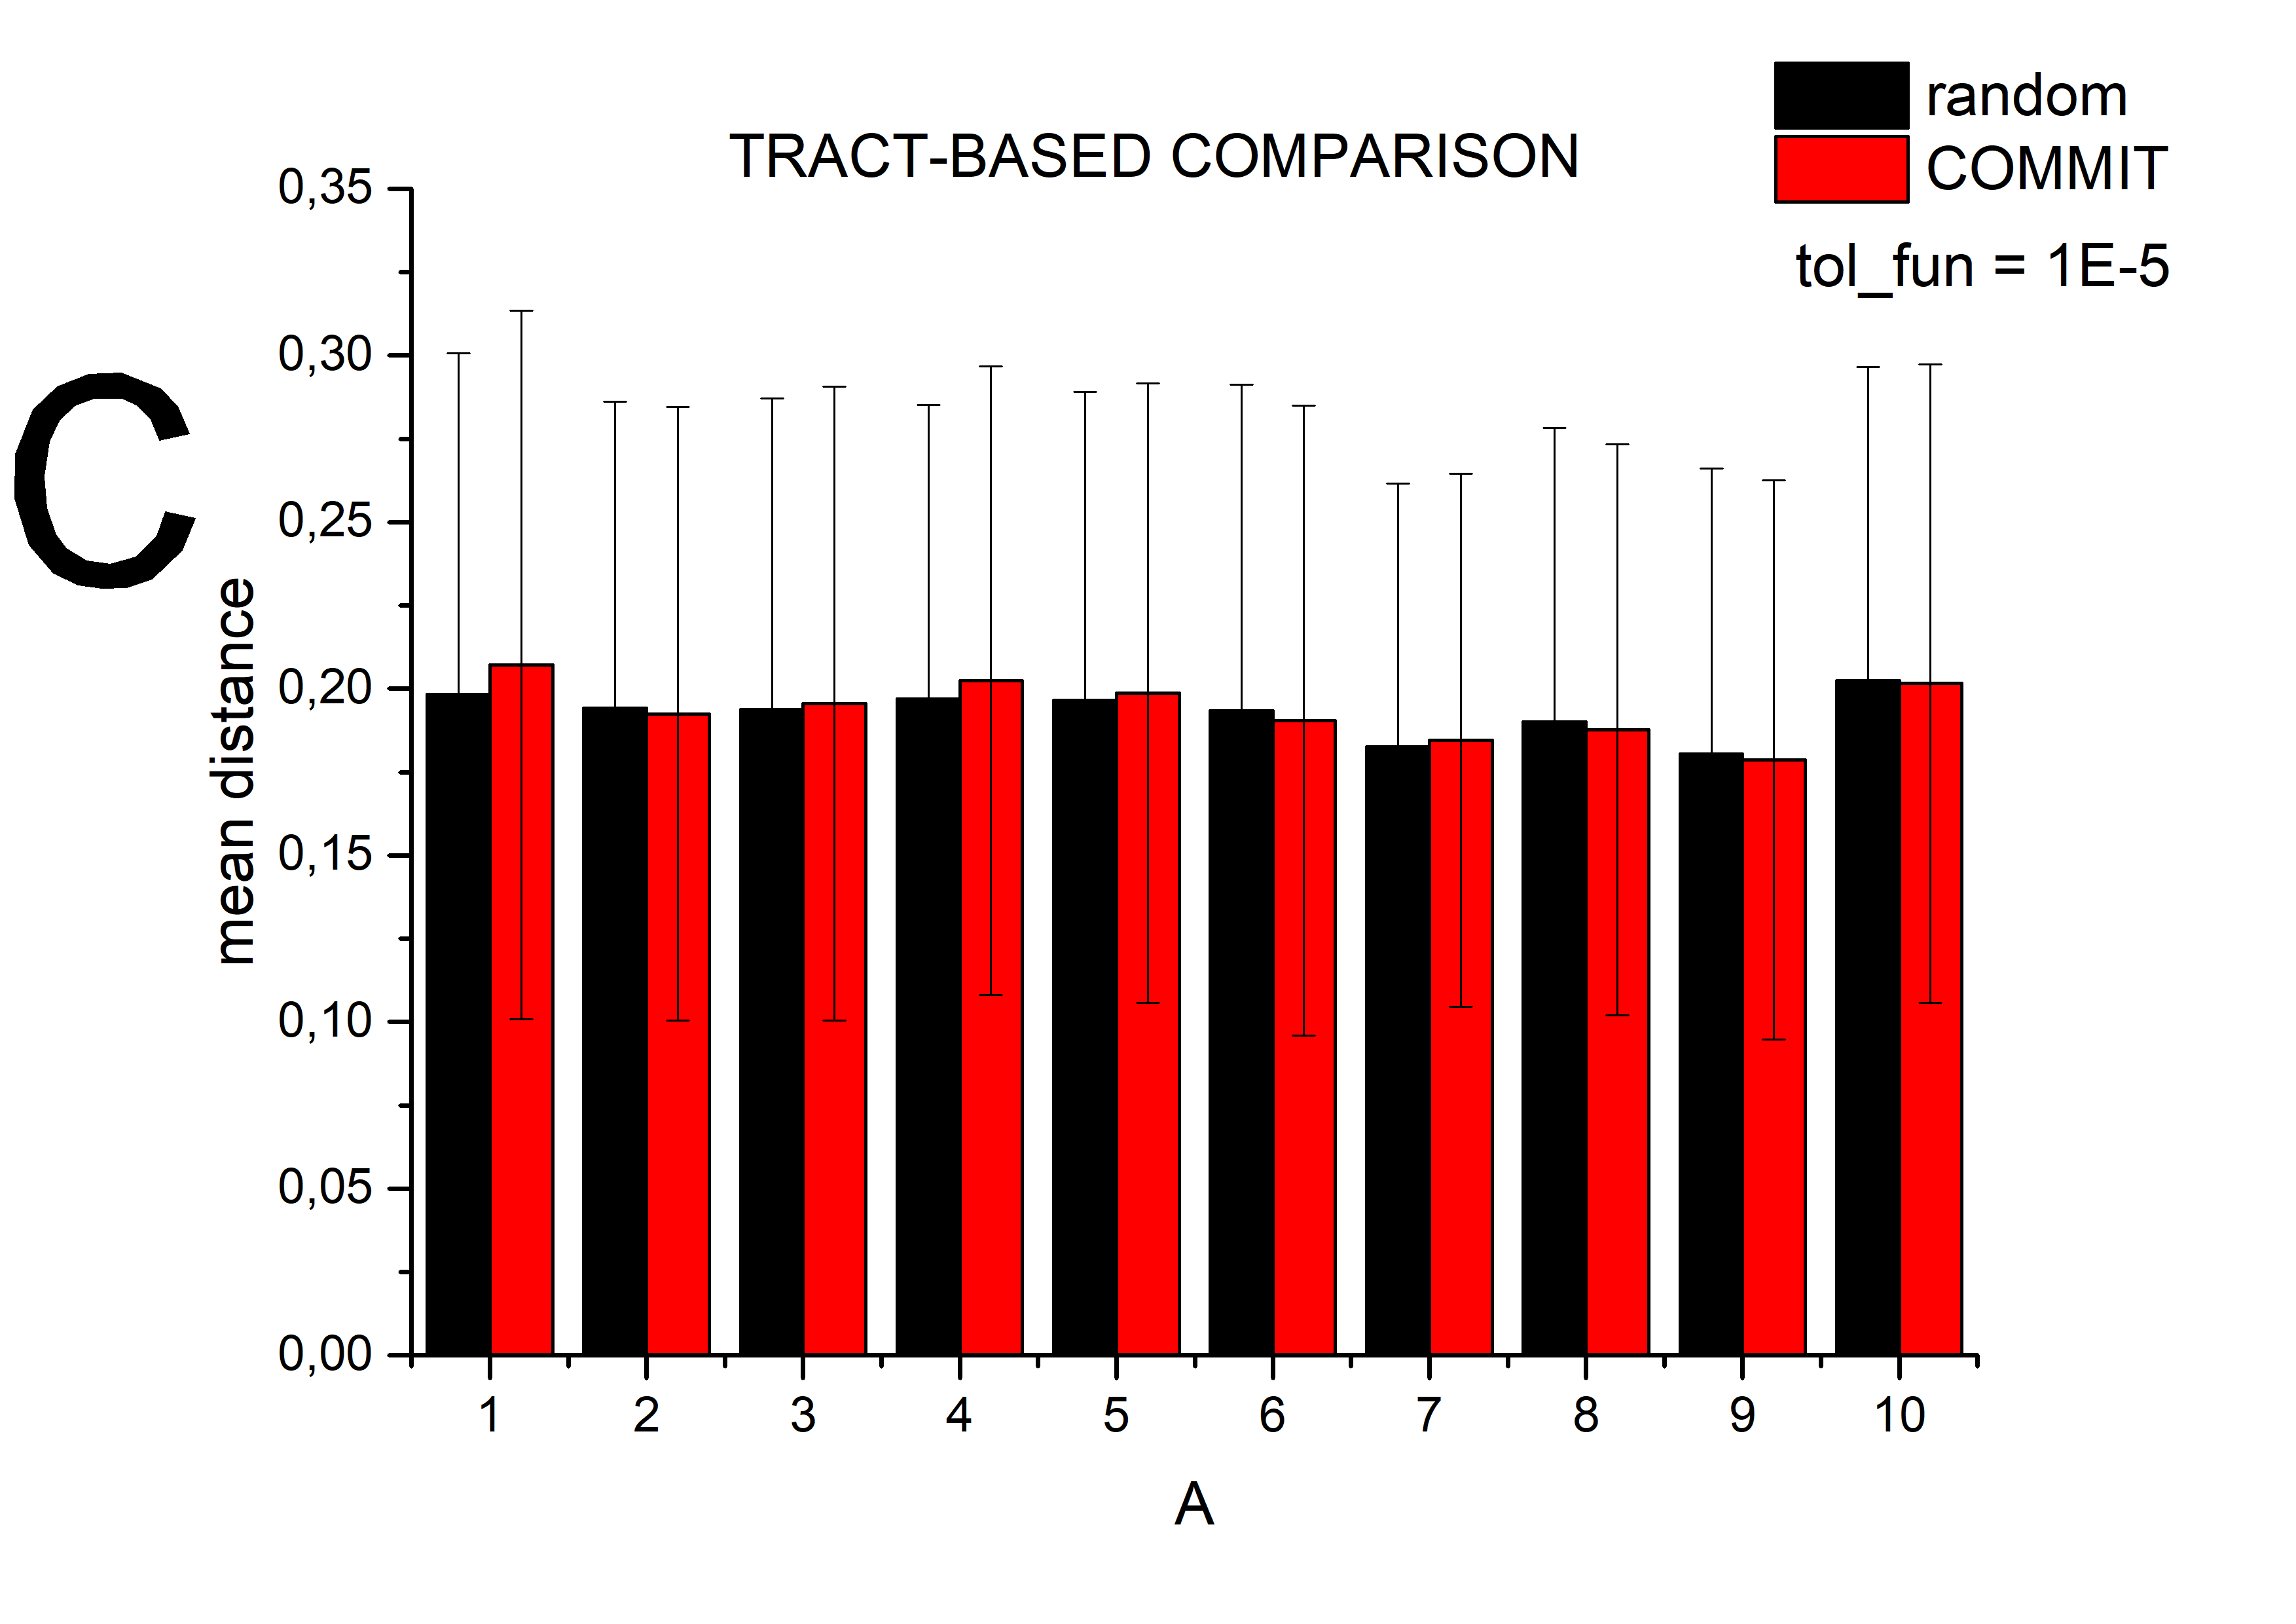 random
COMMIT
tol_fun = 1E-5
TRACT-BASED COMPARISON
C
mean distance
0,35
0,30
0,25
0,20
0,15
0,10
0,05
0,00
1 2 3 4 5 6 7 8 9 10
A